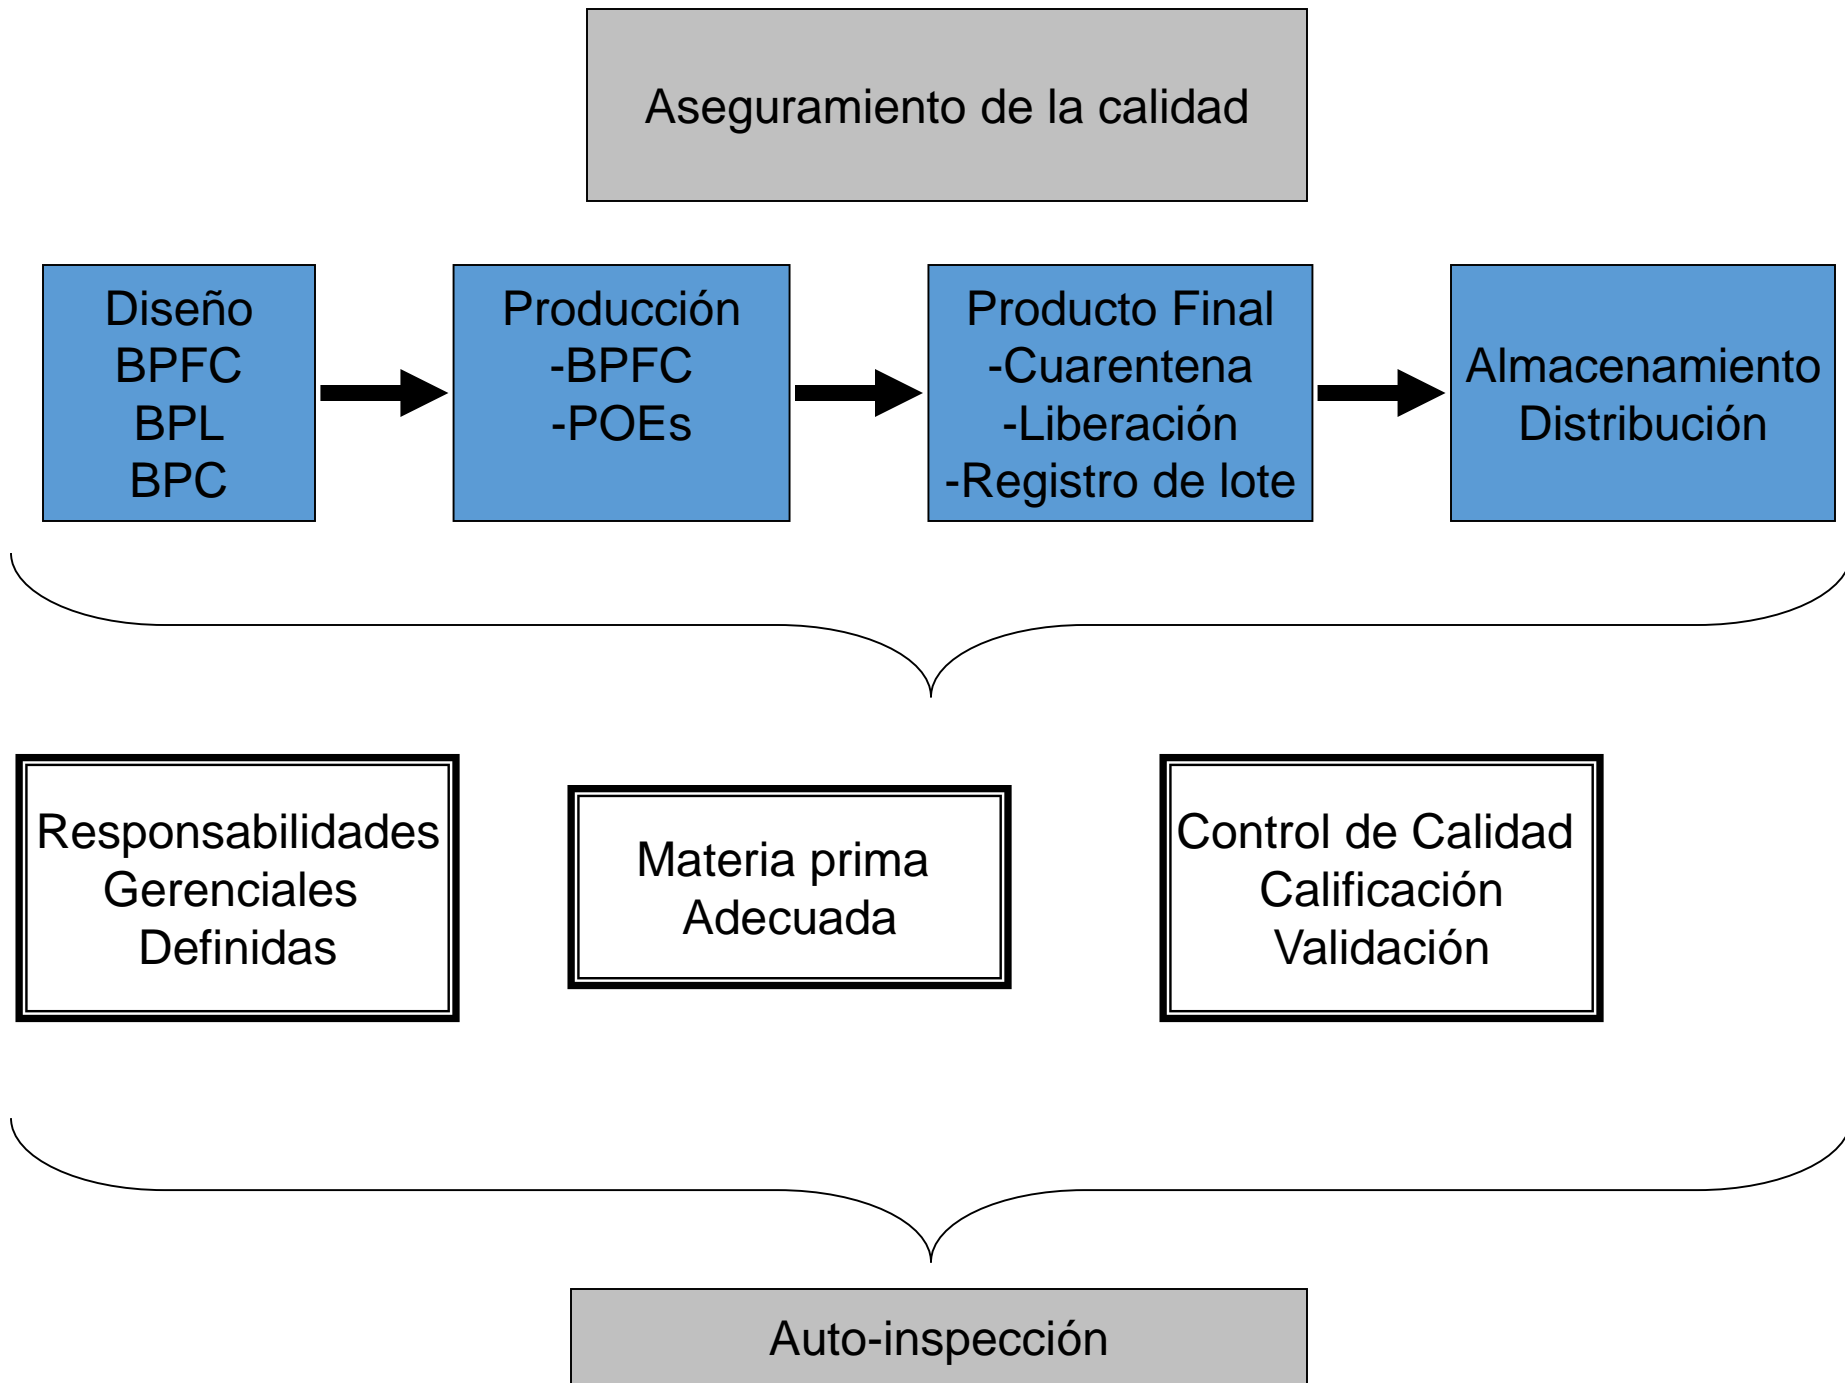 Aseguramiento de la calidad
Diseño
BPFC
BPL
BPC
Producción
-BPFC
-POEs
Producto Final
-Cuarentena
-Liberación
-Registro de lote
Almacenamiento
Distribución
Responsabilidades
Gerenciales
Definidas
Materia prima
Adecuada
Control de Calidad
Calificación
Validación
Auto-inspección